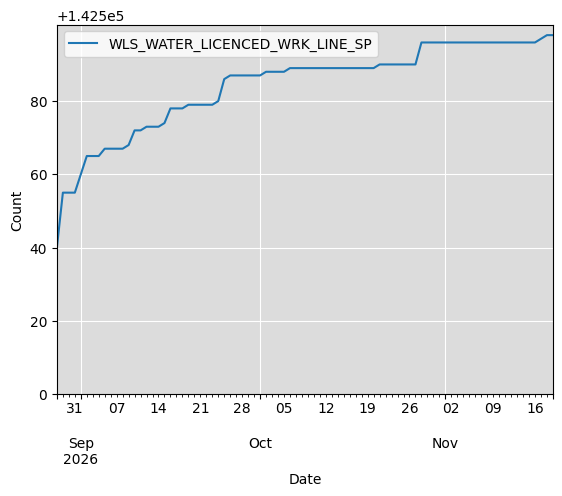 +1.425e5
WLS_WATER_LICENCED_WRK_LINE_SP
80
60
40
20
0
Count
31 07 14 21 28 05 12 19 26 02 09 16
Sep Oct Nov
2026
Date